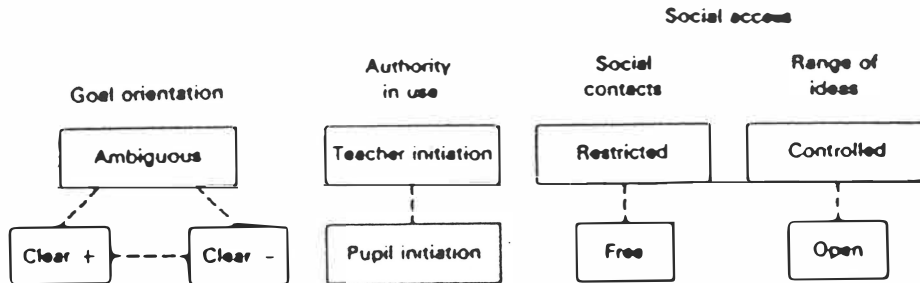 Social access
Goal orientation
Authority
in use
Social
contacts
Range of
ideas
Ambiguous
Teacher initiation
Restricted
Controlled
Clear +
Clear -
Pupil initiation
Free
Open